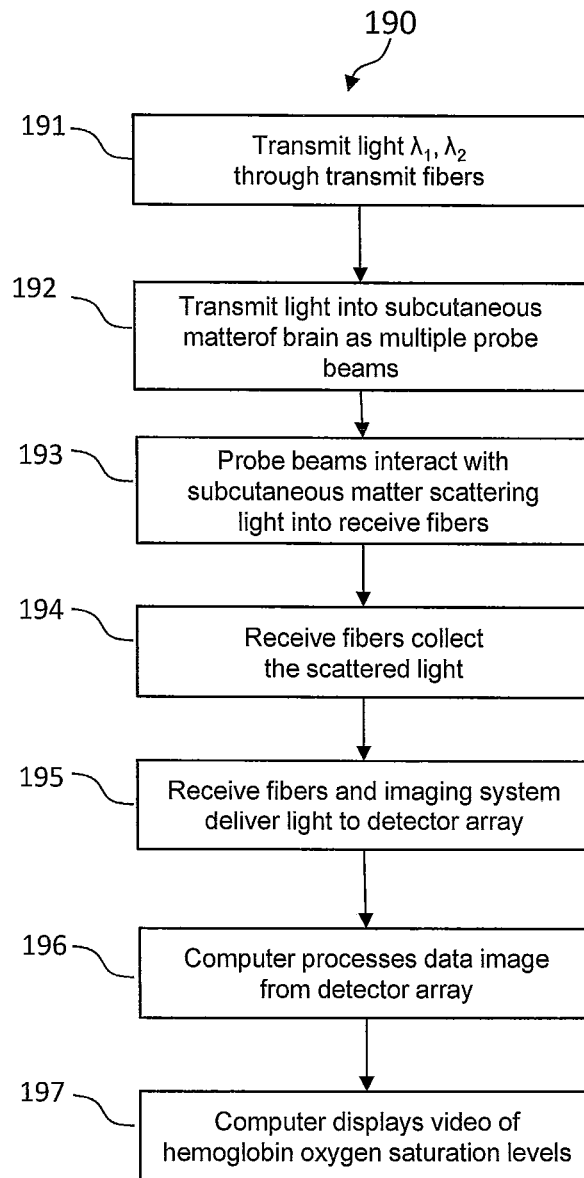 190
191
Transmit light λ₁, λ₂
through transmit fibers
192
Transmit light into subcutaneous
matterof brain as multiple probe
beams
193
Probe beams interact with
subcutaneous matter scattering
light into receive fibers
194
Receive fibers collect
the scattered light
195
Receive fibers and imaging system
deliver light to detector array
196
Computer processes data image
from detector array
197
Computer displays video of
hemoglobin oxygen saturation levels